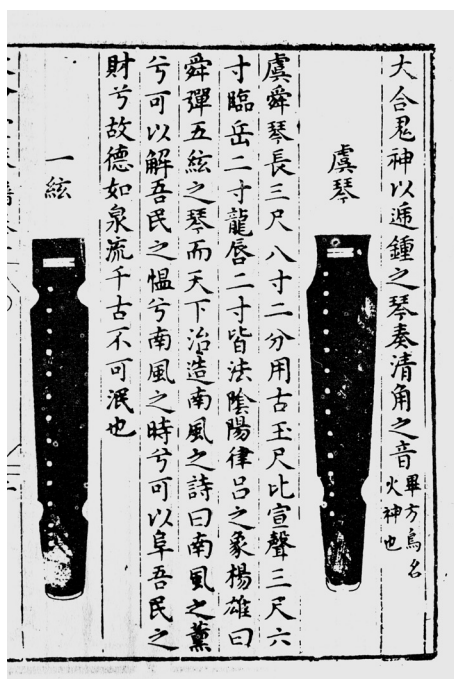 大合鬼神以遞鍾之琴奏清角之音畢方鳥名
火神也
虞琴
虞舜琴長三尺八寸二分用古玉尺比宣聲三尺六
寸臨岳二寸龍唇二寸皆法陰陽律呂之象楊雄曰
舜彈五絃之琴而天下治造南風之詩曰南風之薰
兮可以解吾民之慍兮南風之時兮可以阜吾民之
財兮故德如泉流千古不可泯也
一絃